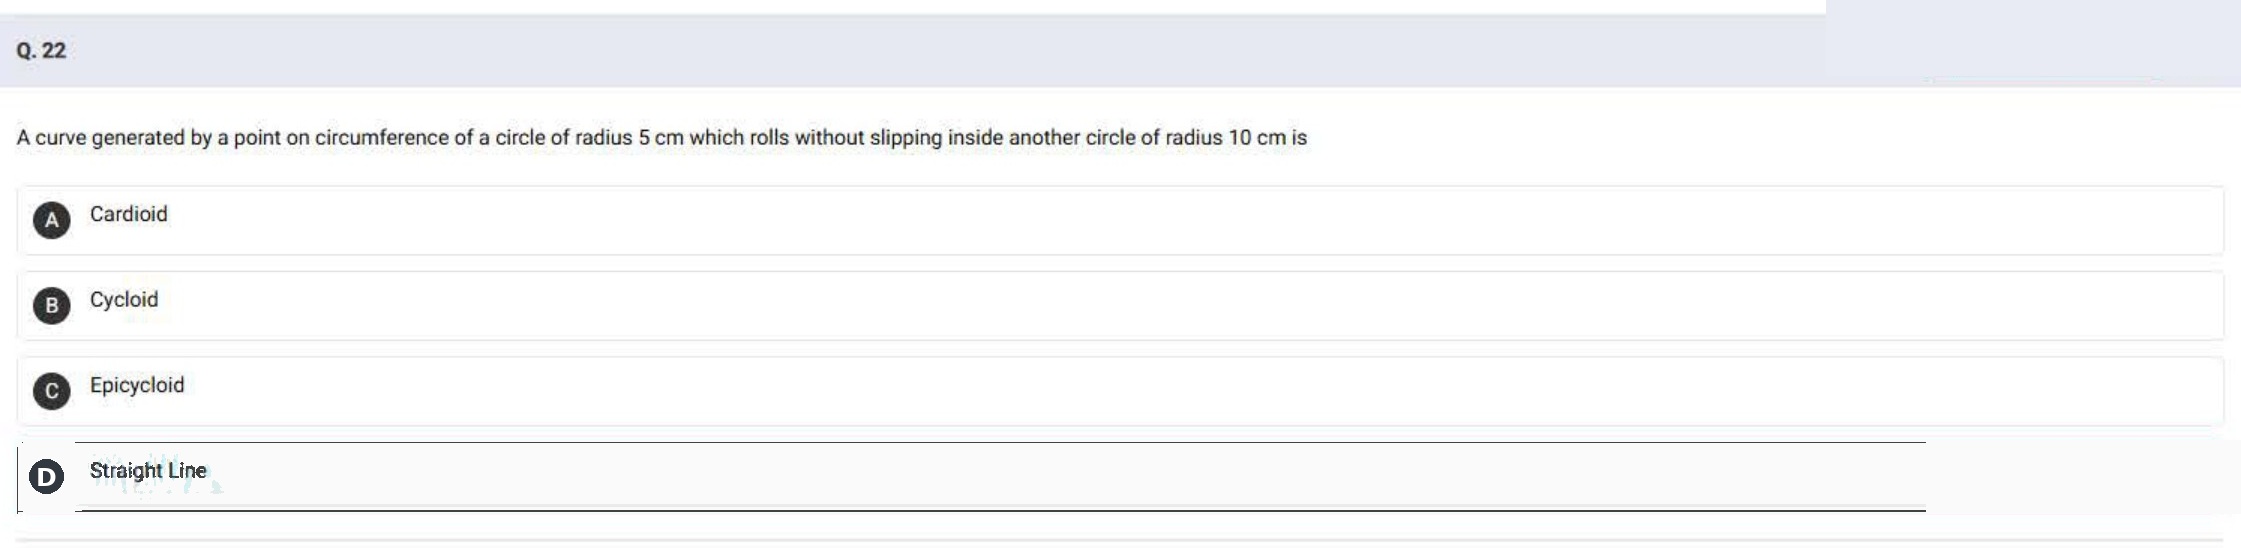 Q. 22
A curve generated by a point on circumference of a circle of radius 5 cm which rolls without slipping inside another circle of radius 10 cm is
A Cardioid
B Cycloid
C Epicycloid
D Straight Line